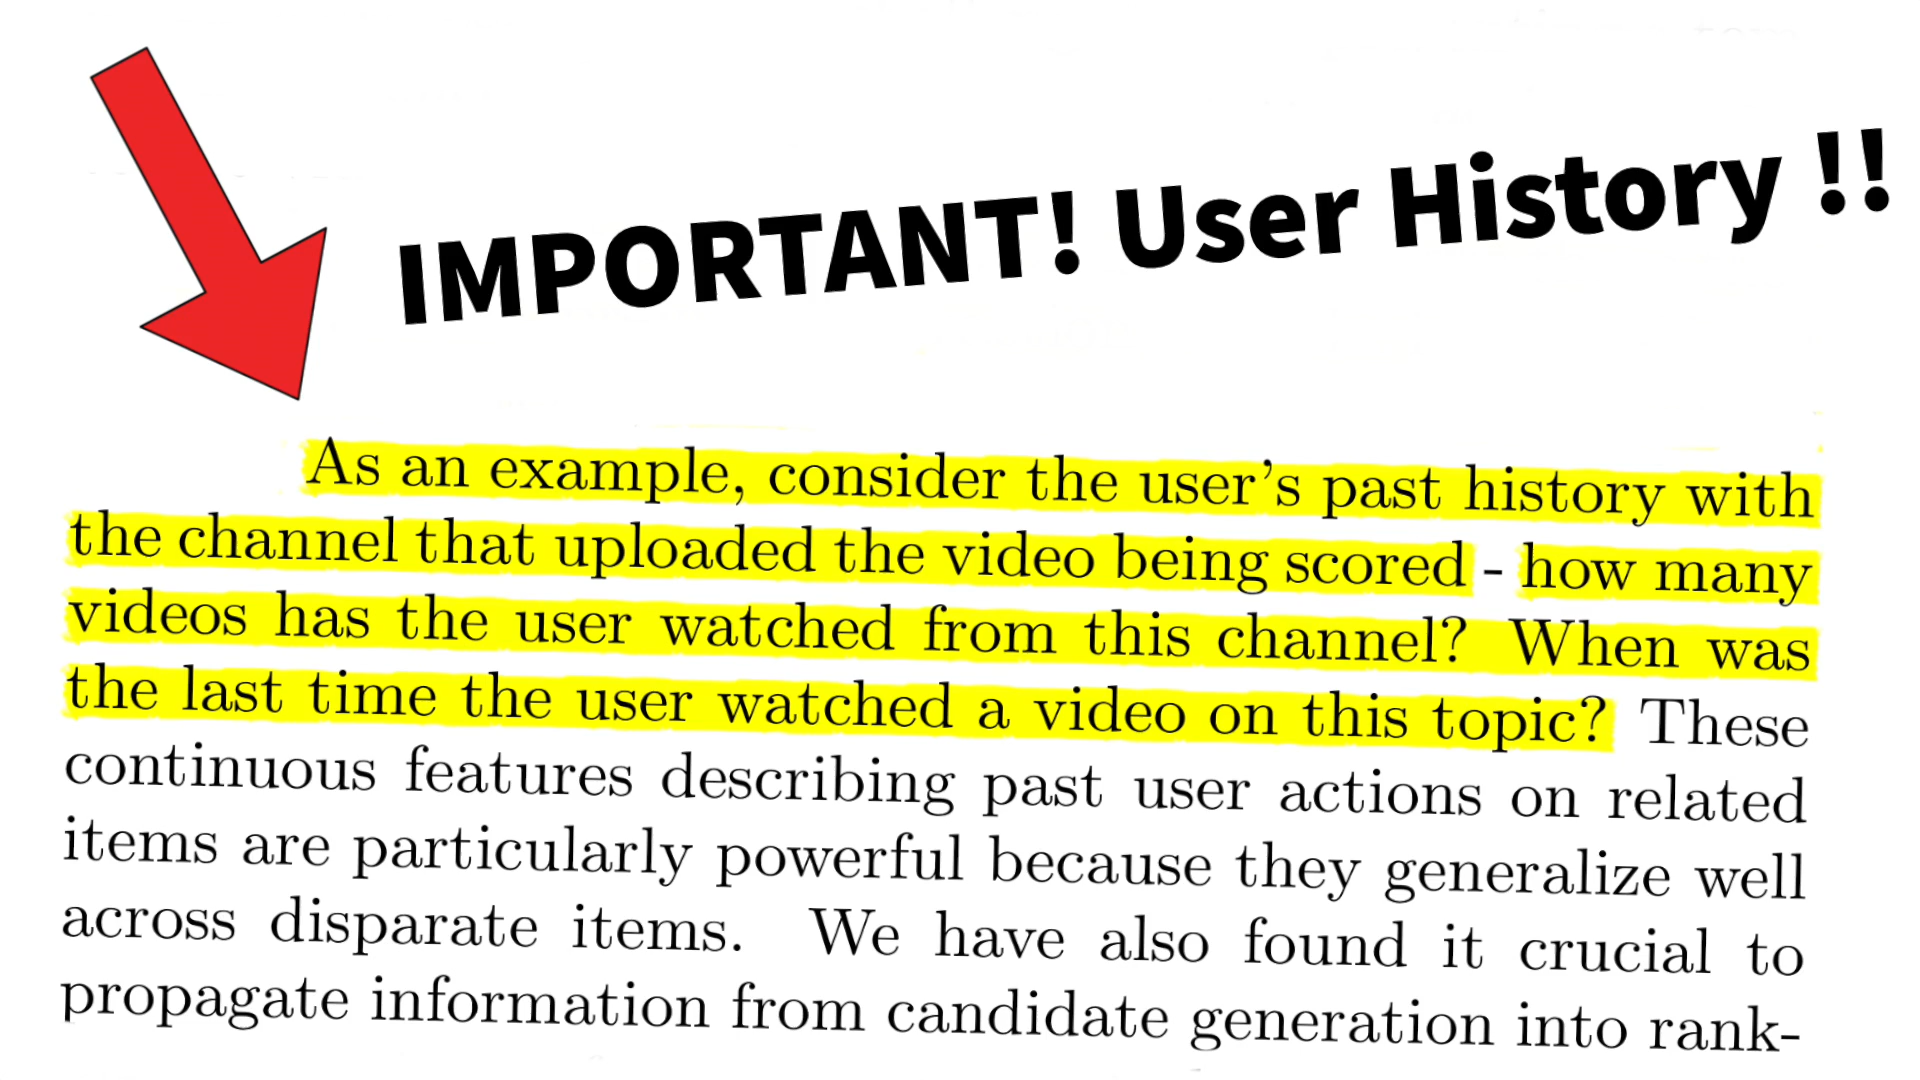 IMPORTANT! User History !!
As an example, consider the user's past history with
the channel that uploaded the video being scored - how many
videos has the user watched from this channel? When was
the last time the user watched a video on this topic? These
continuous features describing past user actions on related
items are particularly powerful because they generalize well
across disparate items. We have also found it crucial to
propagate information from candidate generation into rank-